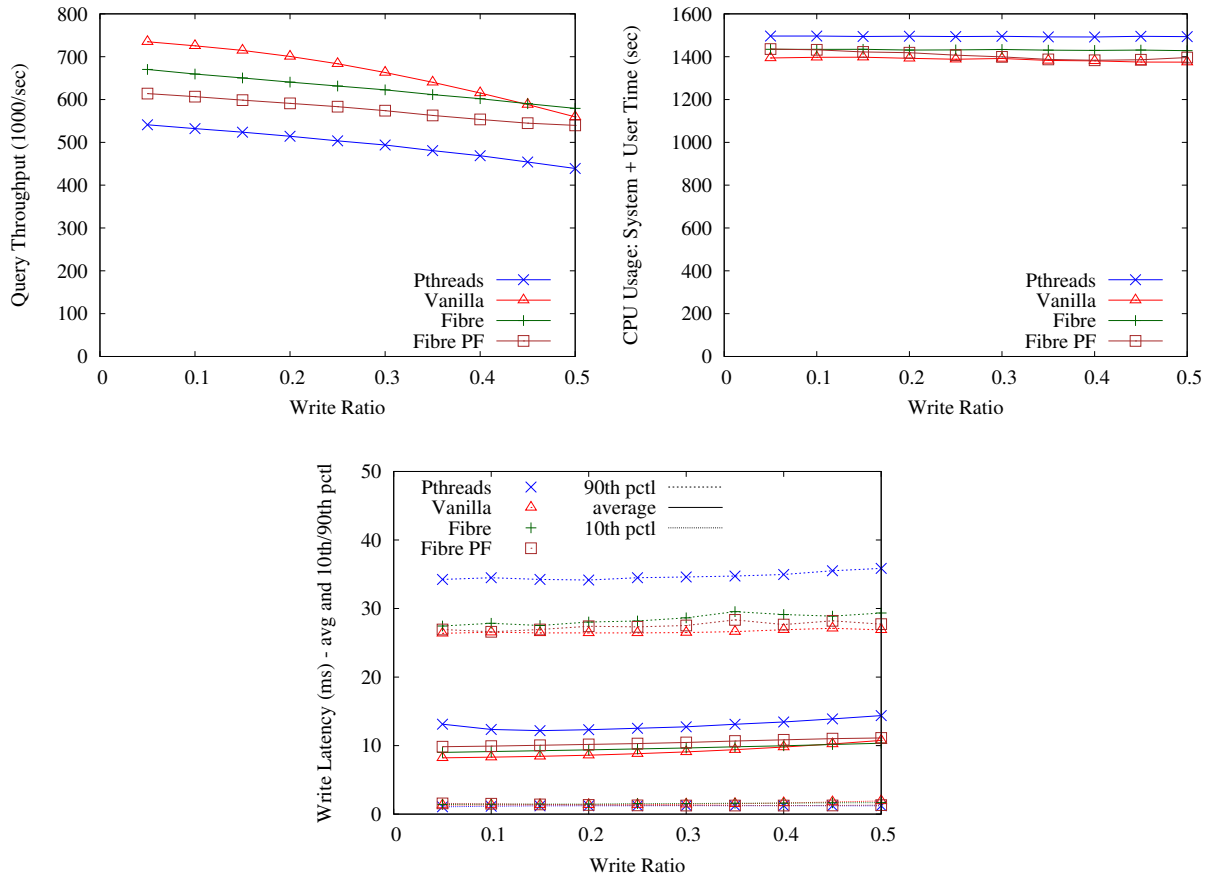 Query Throughput (1000/sec)
800
700
600
500
400
300
200
100
0
0 0.1 0.2 0.3 0.4 0.5
Write Ratio
Pthreads
Vanilla
Fibre
Fibre PF
CPU Usage: System + User Time (sec)
1600
1400
1200
1000
800
600
400
200
0
0 0.1 0.2 0.3 0.4 0.5
Write Ratio
Pthreads
Vanilla
Fibre
Fibre PF
Write Latency (ms) - avg and 10th/90th pctl
50
40
30
20
10
0
0 0.1 0.2 0.3 0.4 0.5
Write Ratio
Pthreads
Vanilla
Fibre
Fibre PF
90th pctl
average
10th pctl